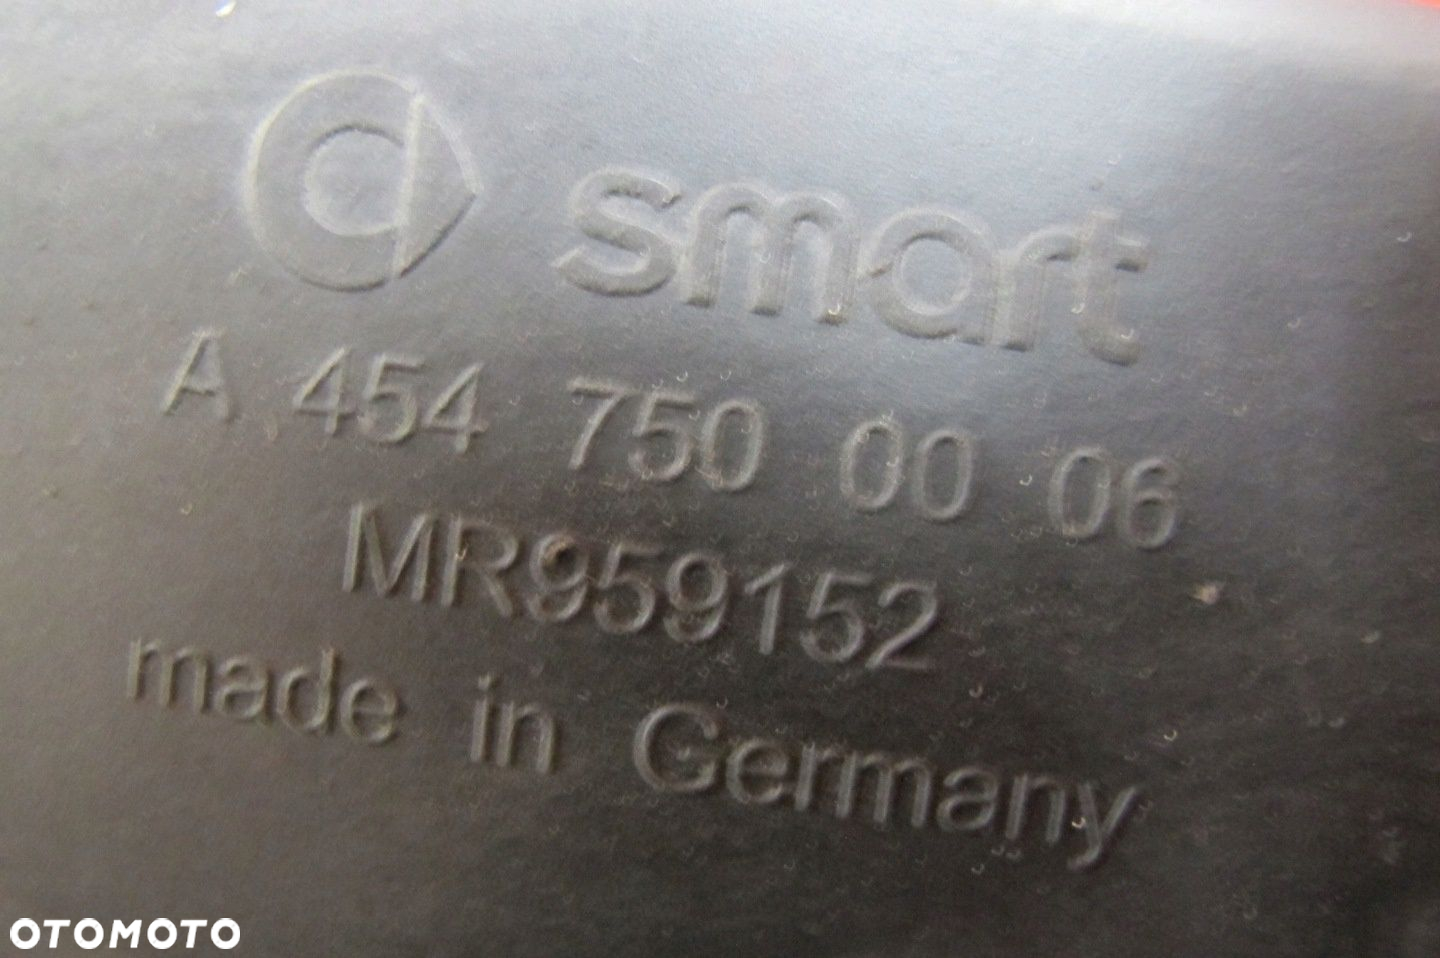 smart
A 454 750 00 06
MR959152
made in Germany
OTOMOTO